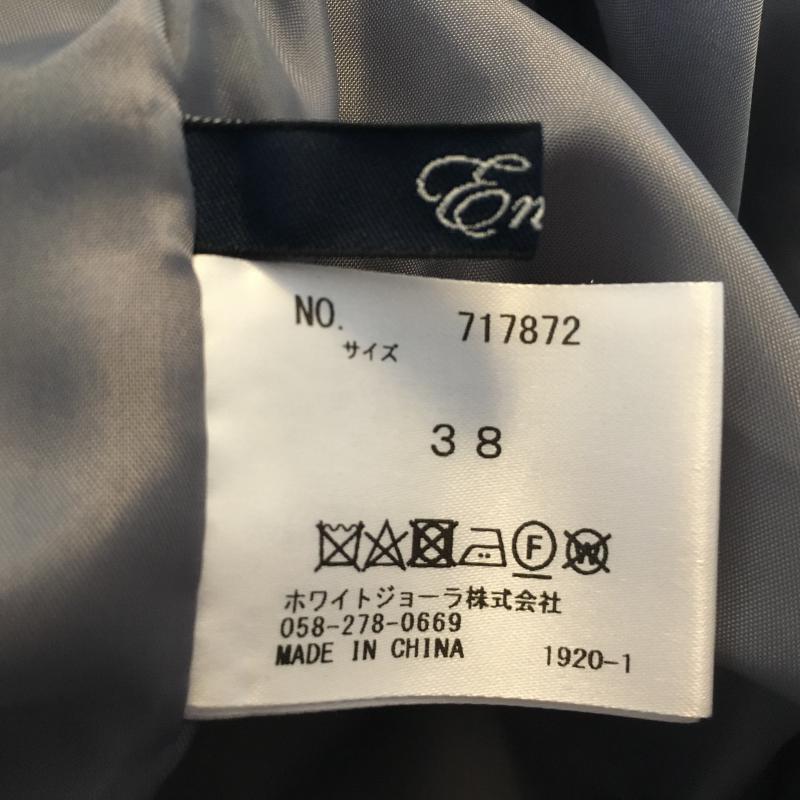 En
NO. 717872
サイズ
38
F W
ホワイトジョーラ株式会社
058-278-0669
MADE IN CHINA 1920-1